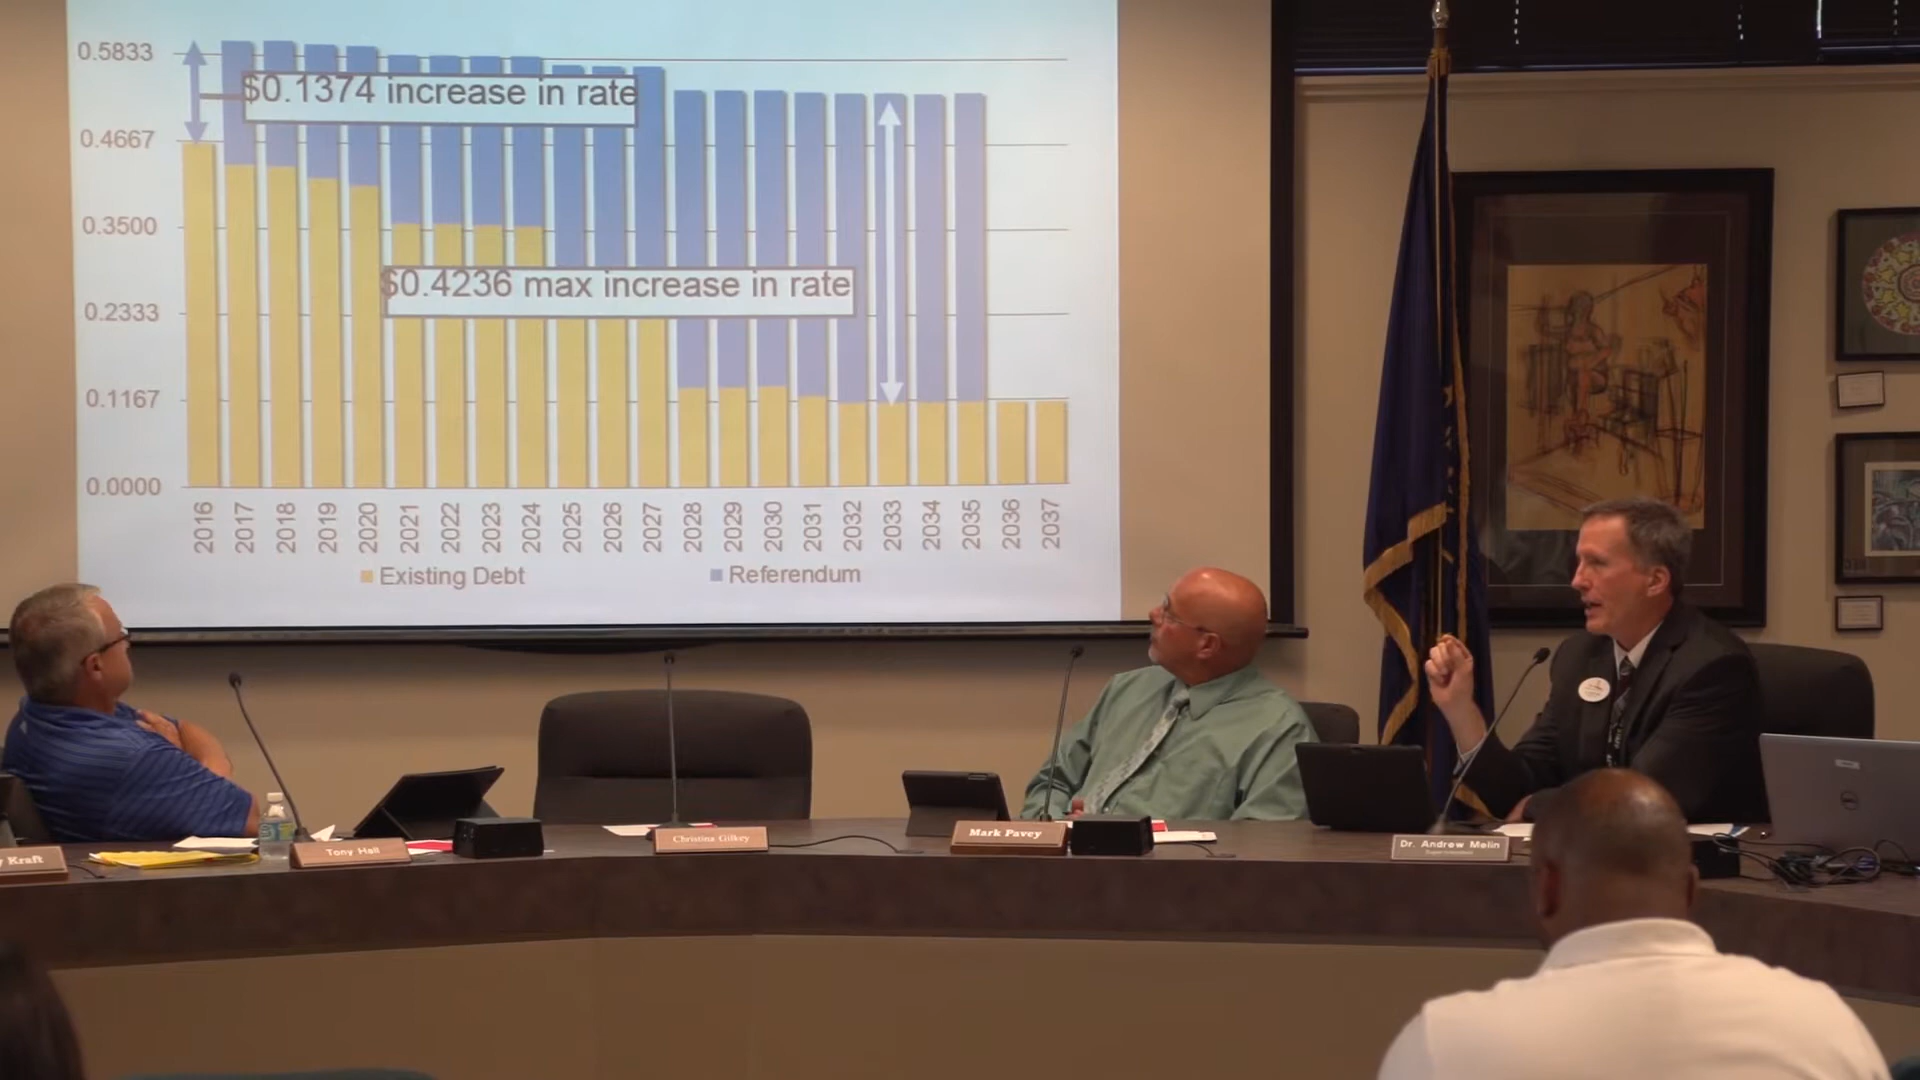 0.5833
$0.1374 increase in rate
0.4667
0.3500
$0.4236 max increase in rate
0.2333
0.1167
0.0000
2016 2017 2018 2019 2020 2021 2022 2023 2024 2025 2026 2027 2028 2029 2030 2031 2032 2033 2034 2035 2036 2037
Existing Debt Referendum
Kraft
Tony Hall
Christina Gilkey
Mark Pavey
Dr. Andrew Melin
Superintendent
DELL